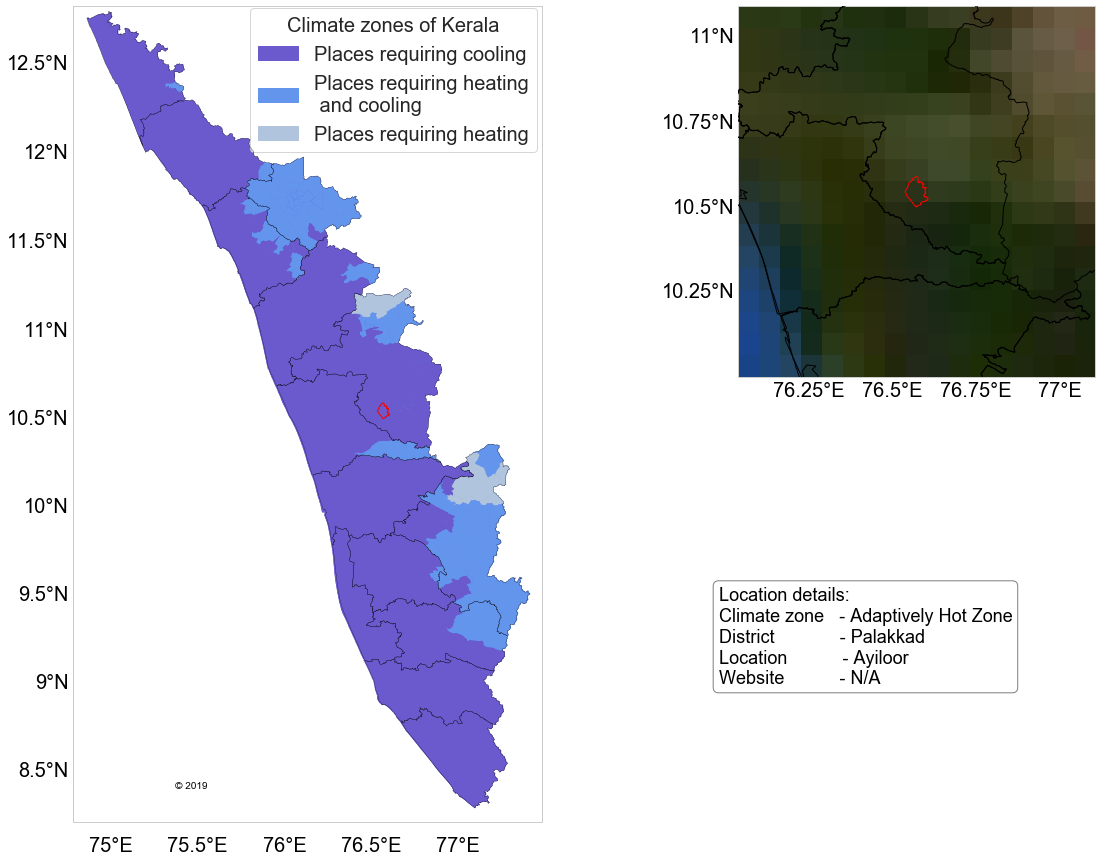 Climate zones of Kerala
Places requiring cooling
Places requiring heating
and cooling
Places requiring heating
12.5°N
12°N
11.5°N
11°N
10.5°N
10°N
9.5°N
9°N
8.5°N
© 2019
75°E 75.5°E 76°E 76.5°E 77°E
11°N
10.75°N
10.5°N
10.25°N
76.25°E 76.5°E 76.75°E 77°E
Location details:
Climate zone - Adaptively Hot Zone
District - Palakkad
Location - Ayiloor
Website - N/A